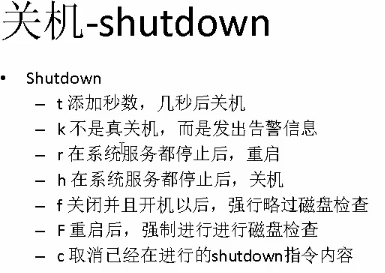 关机-shutdown
• Shutdown
– t 添加秒数，几秒后关机
– k 不是真关机，而是发出告警信息
– r 在系统服务都停止后，重启
– h 在系统服务都停止后，关机
– f 关闭并且开机以后，强行略过磁盘检查
– F 重启后，强制进行进行磁盘检查
– c 取消已经在进行的shutdown指令内容